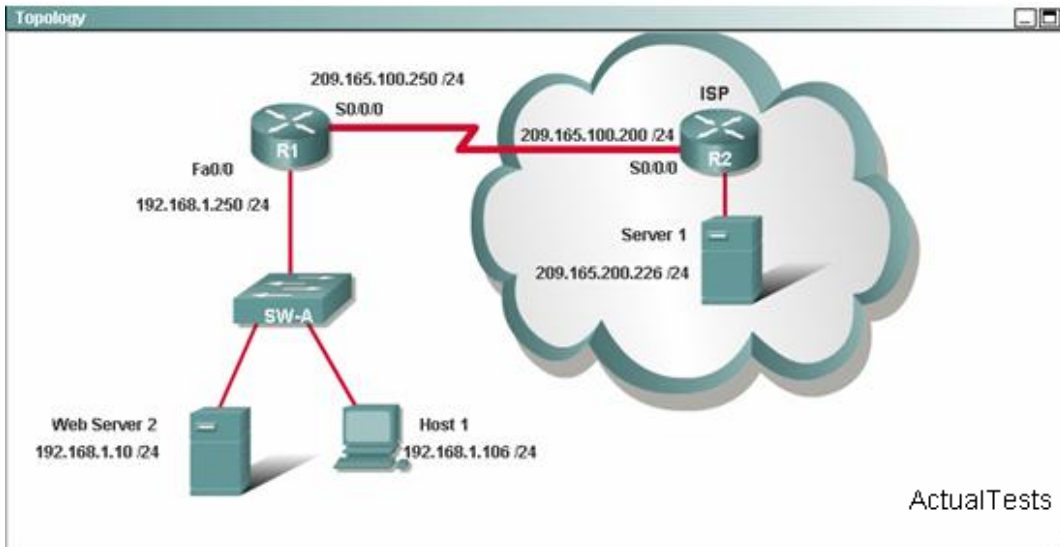 Topology
209.165.100.250 /24
S0/0/0
ISP
R1
209.165.100.200 /24
R2
S0/0/0
Fa0/0
192.168.1.250 /24
Server 1
209.165.200.226 /24
SW-A
Web Server 2
192.168.1.10 /24
Host 1
192.168.1.106 /24
ActualTests